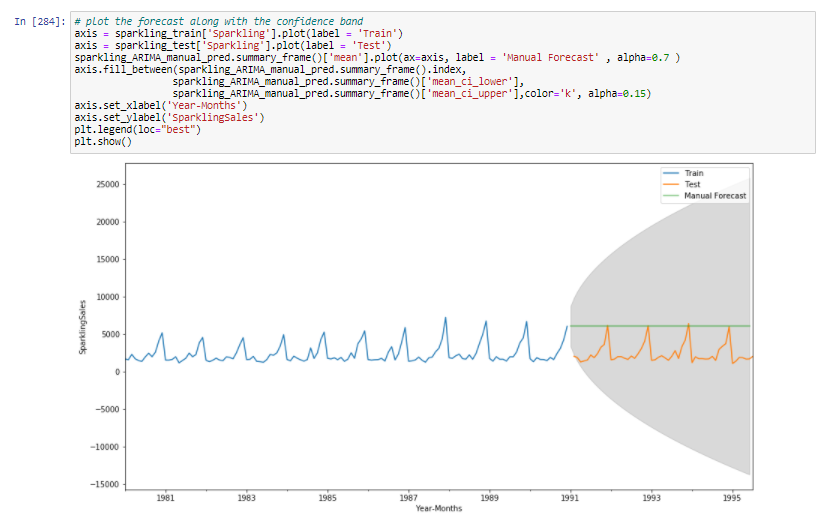 In [284]: # plot the forecast along with the confidence band
axis = sparkling_train['Sparkling'].plot(label = 'Train')
axis = sparkling_test['Sparkling'].plot(label = 'Test')
sparkling_ARIMA_manual_pred.summary_frame()['mean'].plot(ax=axis, label = 'Manual Forecast' , alpha=0.7 )
axis.fill_between(sparkling_ARIMA_manual_pred.summary_frame().index,
sparkling_ARIMA_manual_pred.summary_frame()['mean_ci_lower'],
sparkling_ARIMA_manual_pred.summary_frame()['mean_ci_upper'],color='k', alpha=0.15)
axis.set_xlabel('Year-Months')
axis.set_ylabel('SparklingSales')
plt.legend(loc="best")
plt.show()
Train
Test
Manual Forecast
25000
20000
15000
10000
5000
0
−5000
−10000
−15000
SparklingSales
1981 1983 1985 1987 1989 1991 1993 1995
Year-Months